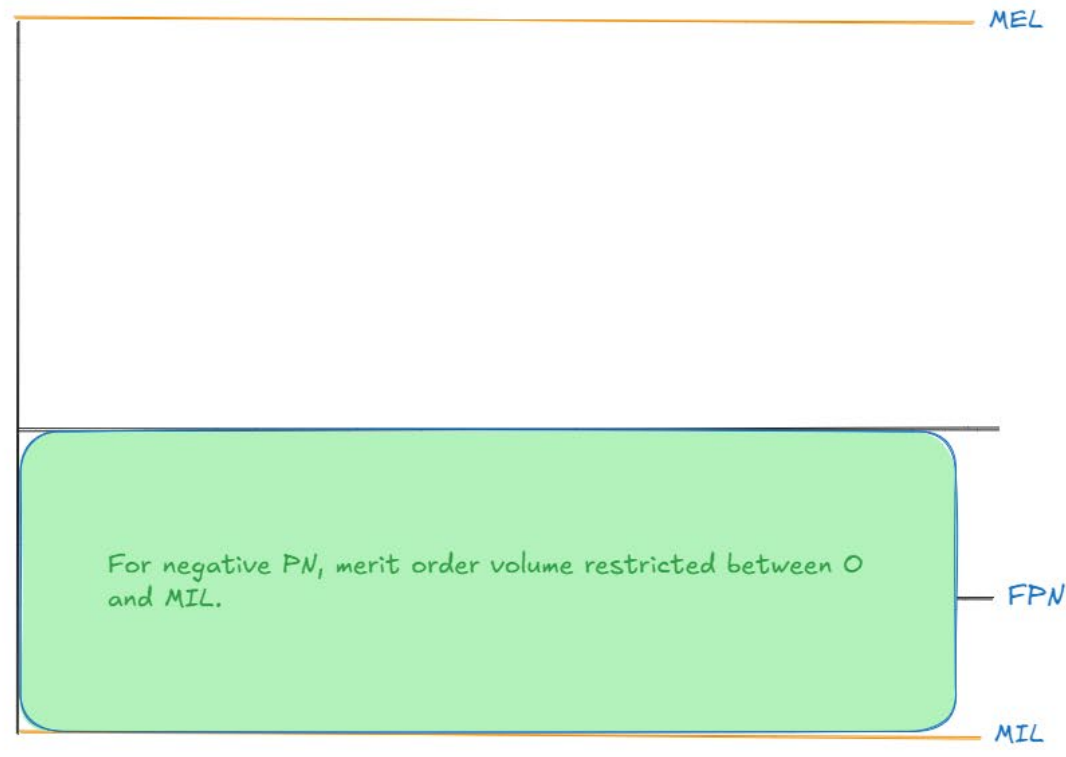 MEL
For negative PN, merit order volume restricted between 0
and MIL.
FPN
MIL